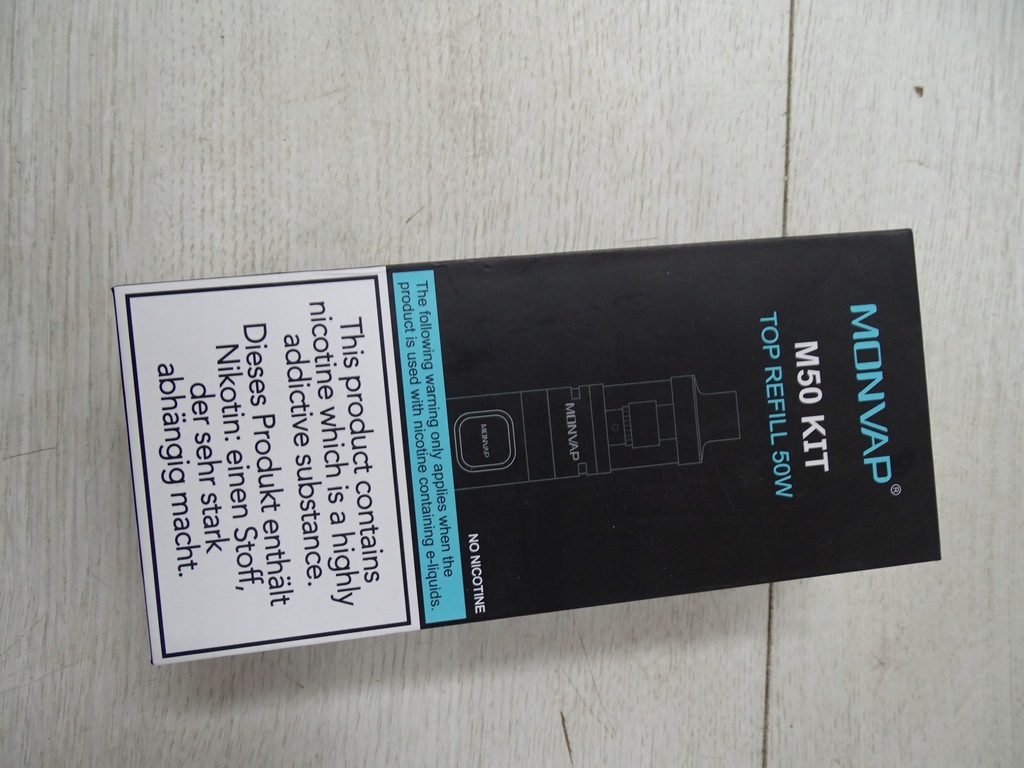 MONVAP®
M50 KIT
TOP REFILL 50W
MONVAP
MONVAP
NO NICOTINE
The following warming only applies when the
product is used with nicotine containing e-liquids.
This product contains
nicotine which is a highly
addictive substance.
Dieses Produkt enthält
Nikotin: einen Stoff,
der sehr stark
abhängig macht.